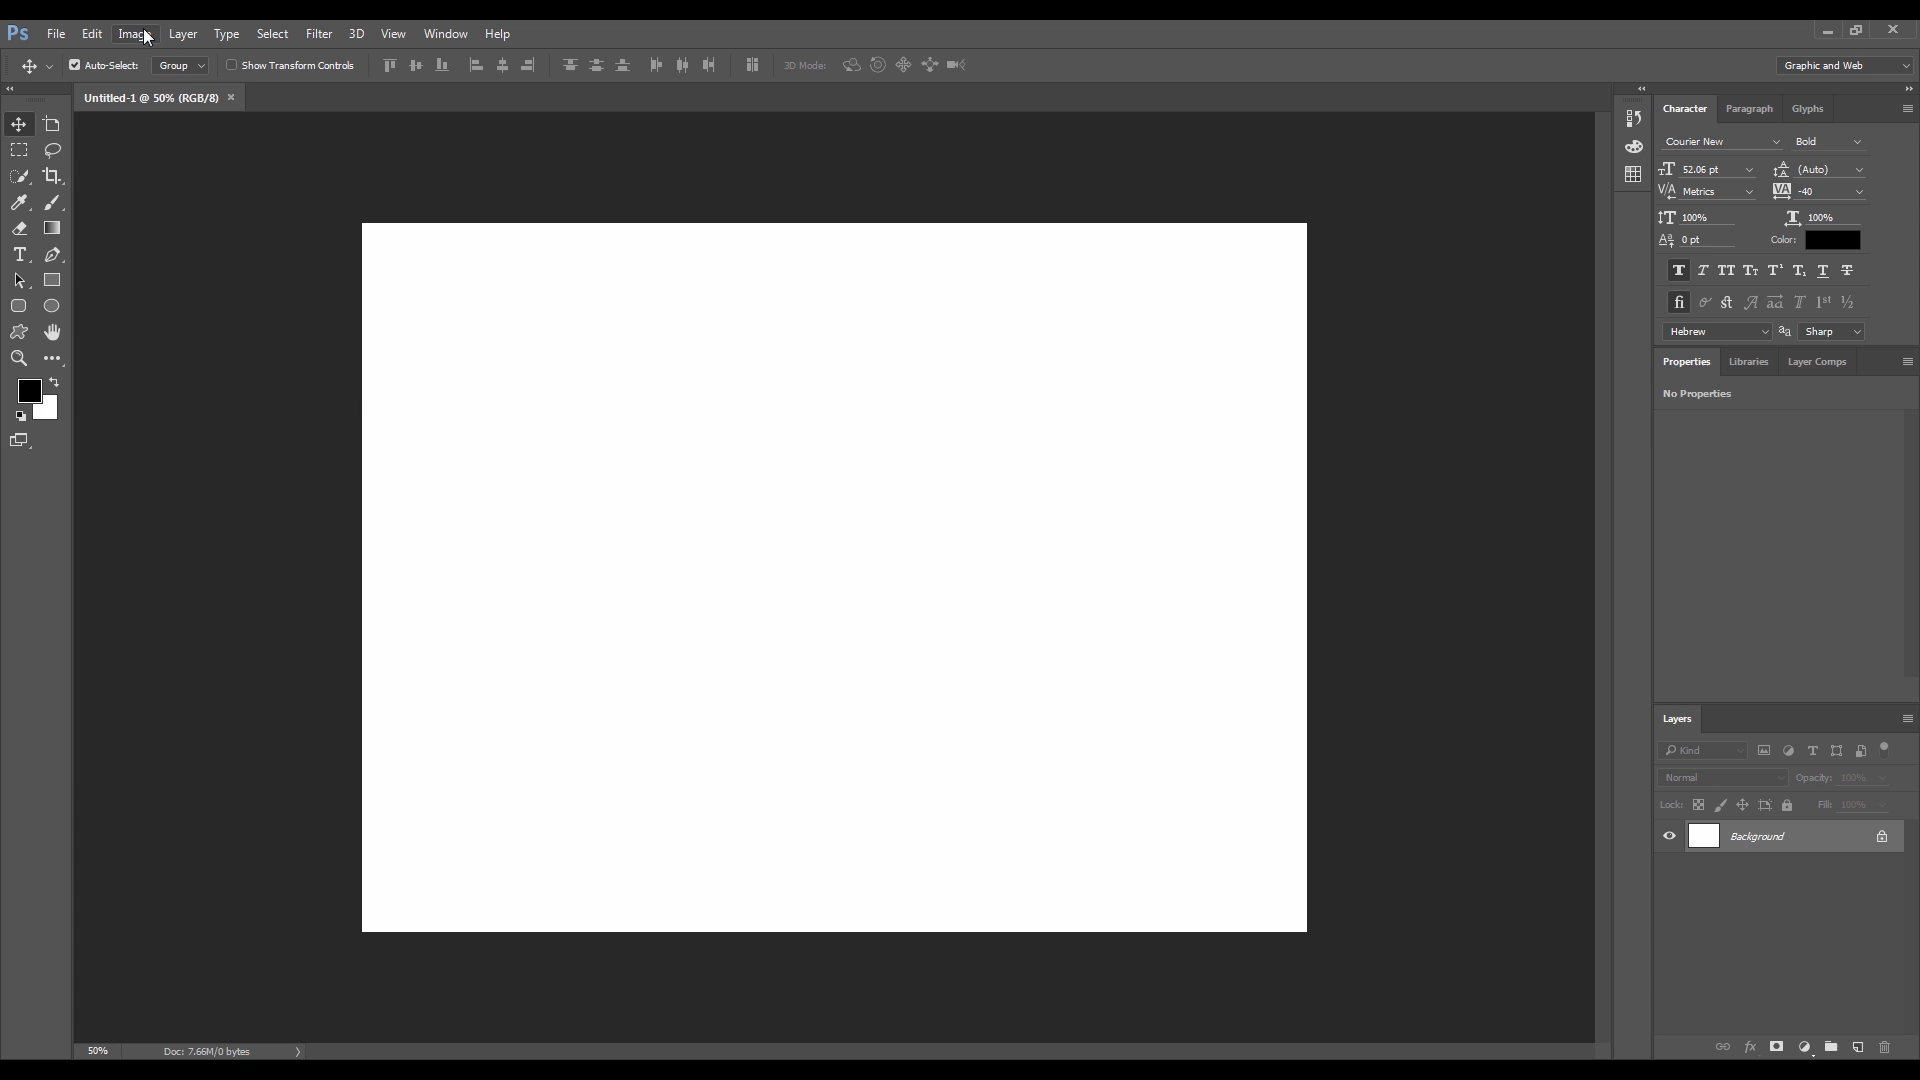 Ps File Edit Image Layer Type Select Filter 3D View Window Help
Auto-Select: Group Show Transform Controls 3D Mode: Graphic and Web
Untitled-1 @ 50% (RGB/8)
Character Paragraph Glyphs
Courier New Bold
52.06 pt (Auto)
Metrics -40
100% 100%
0 pt Color:
Hebrew Sharp
Properties Libraries Layer Comps
No Properties
Layers
Kind
Normal Opacity: 100%
Lock: Fill: 100%
Background
50% Doc: 7.66M/0 bytes